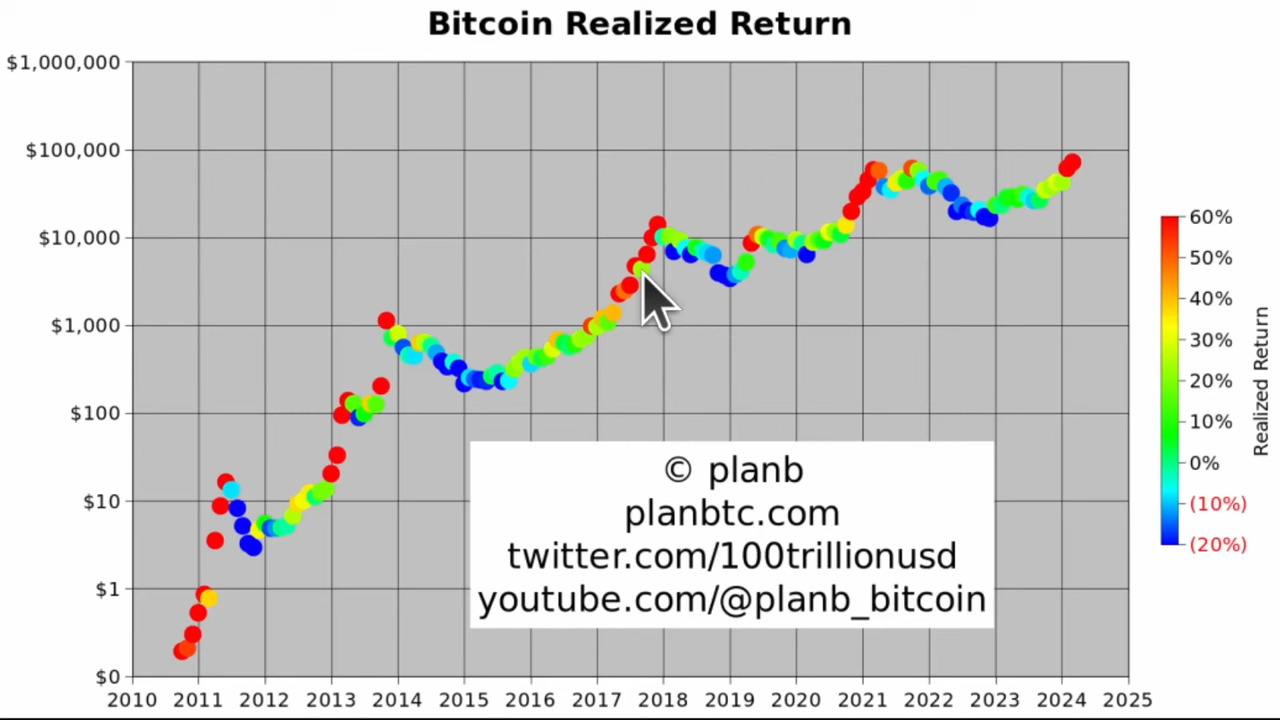 Bitcoin Realized Return
$1,000,000
$100,000
$10,000
$1,000
$100
$10
$1
$0
2010 2011 2012 2013 2014 2015 2016 2017 2018 2019 2020 2021 2022 2023 2024 2025
60%
50%
40%
30%
20%
10%
0%
(10%)
(20%)
Realized Return
© planb
planbtc.com
twitter.com/100trillionusd
youtube.com/@planb_bitcoin